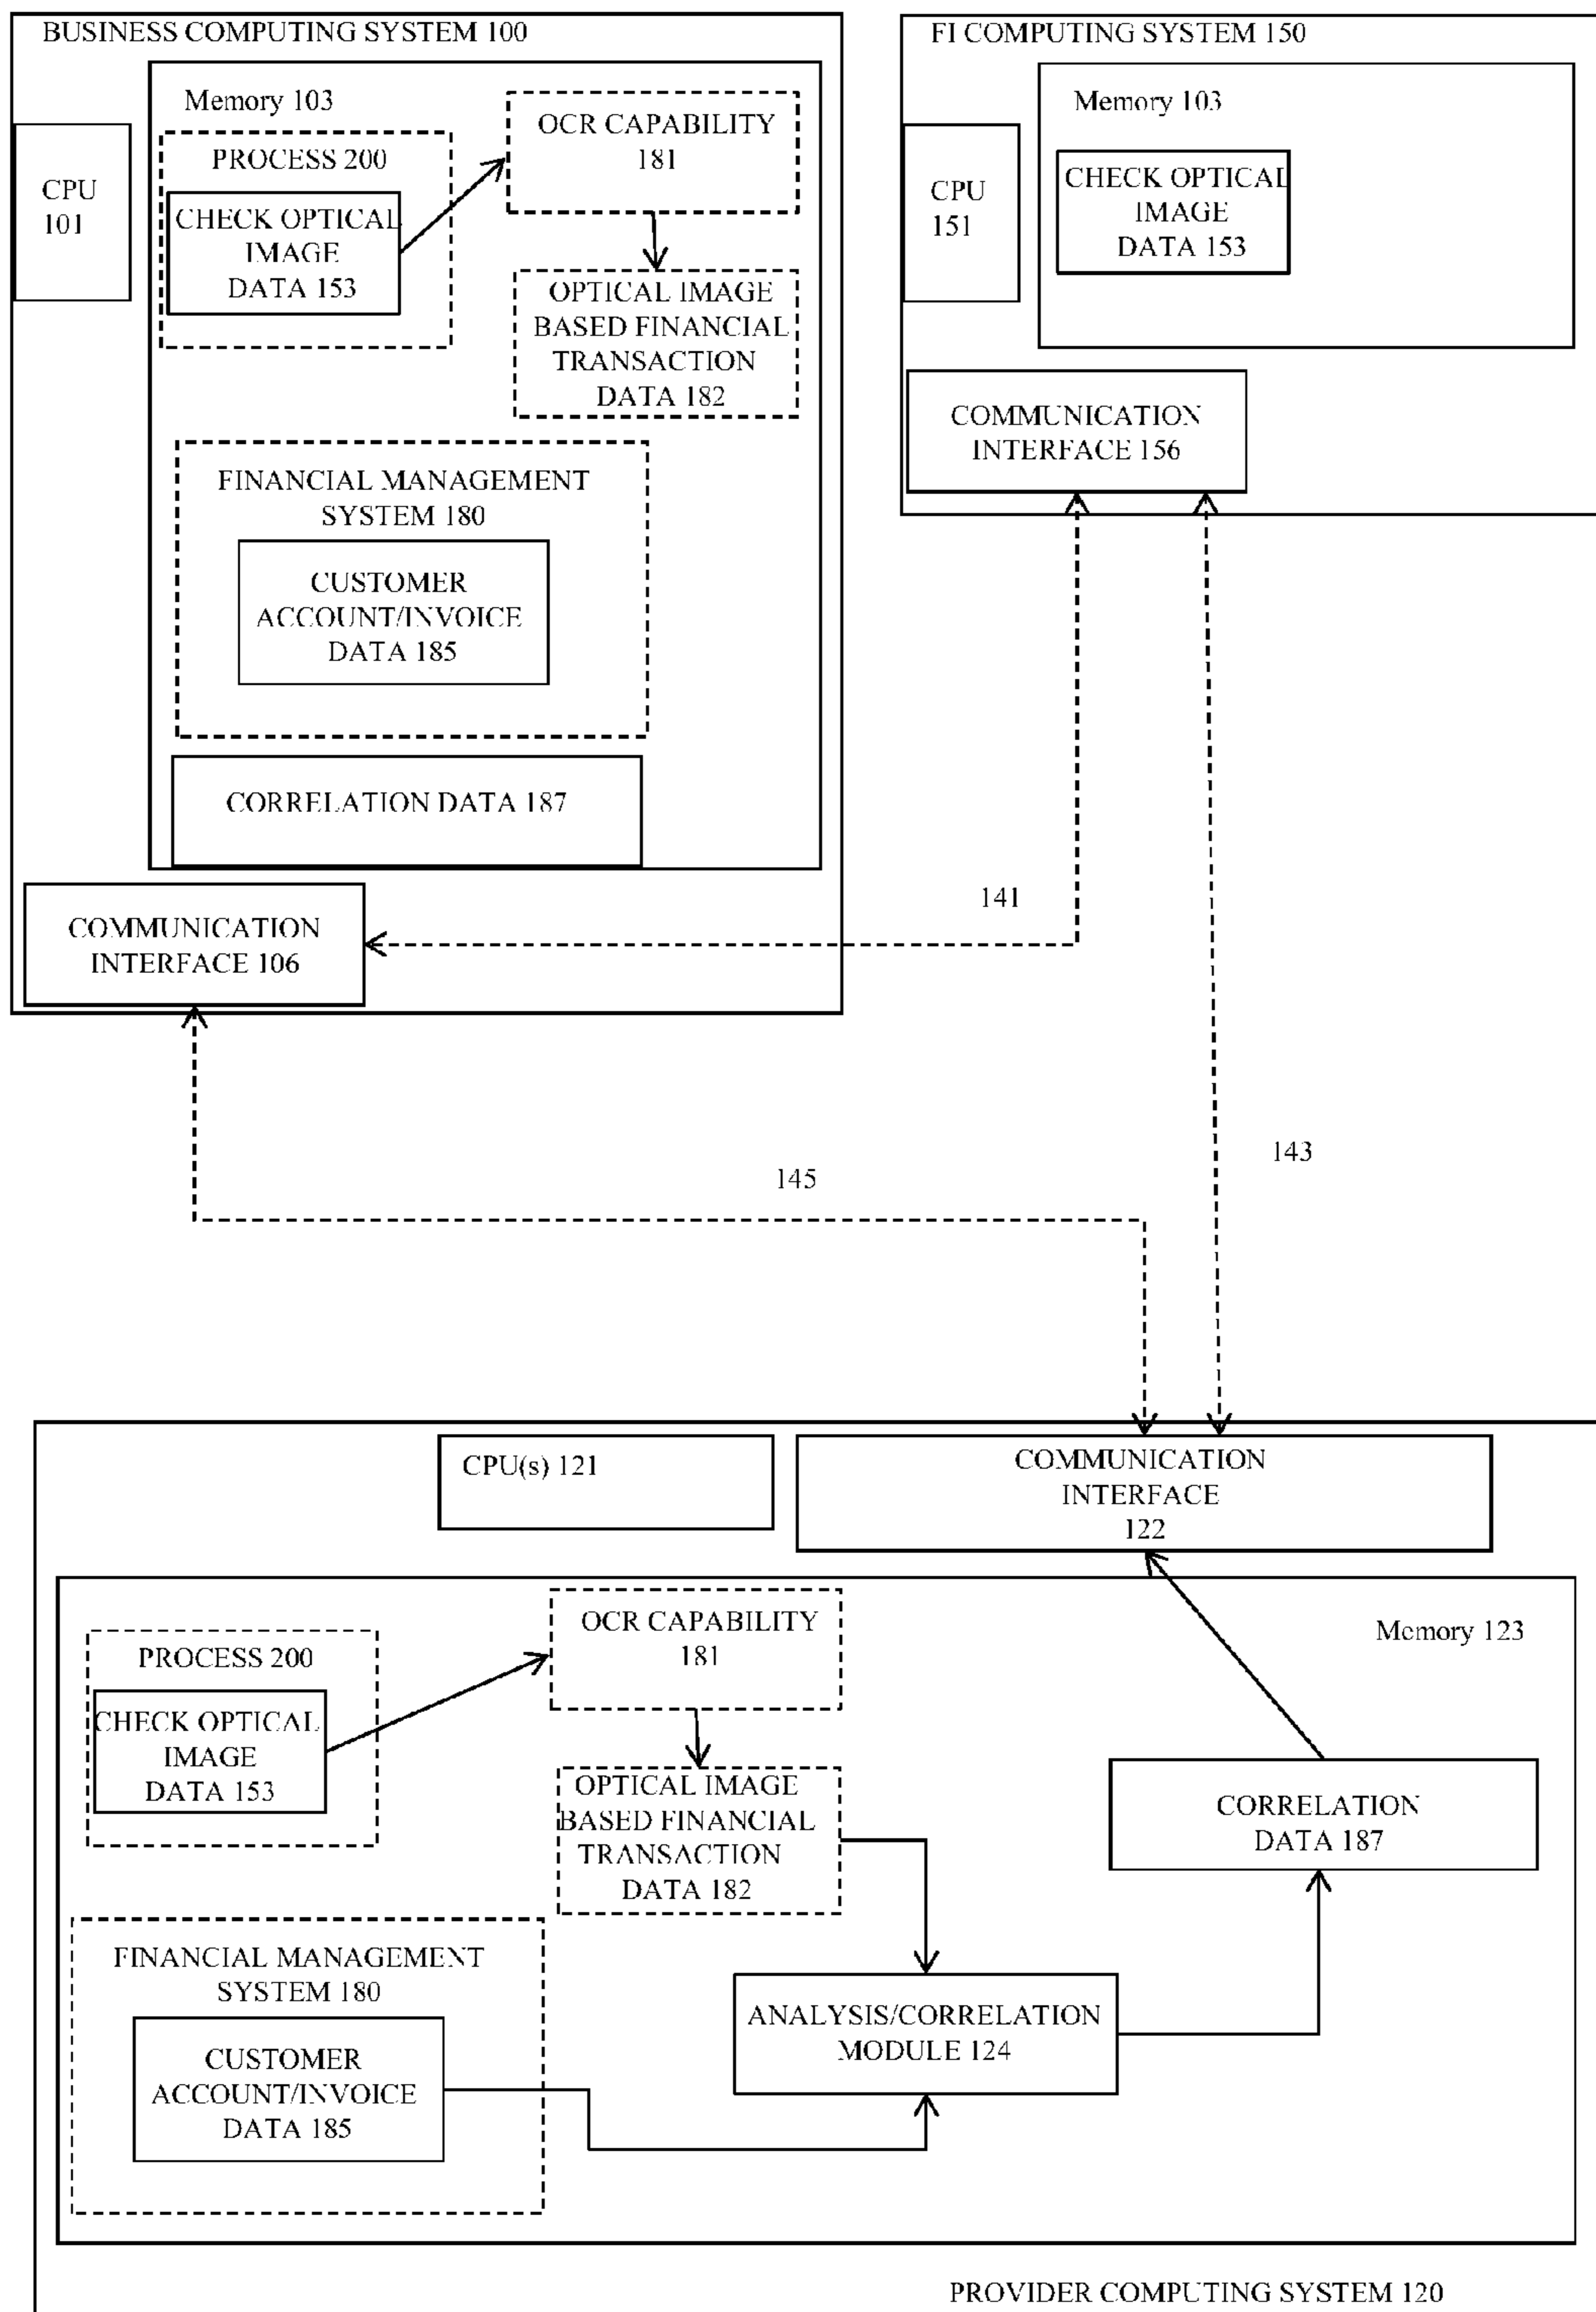 BUSINESS COMPUTING SYSTEM 100
Memory 103
CPU
101
PROCESS 200
CHECK OPTICAL
IMAGE
DATA 153
OCR CAPABILITY
181
OPTICAL IMAGE
BASED FINANCIAL
TRANSACTION
DATA 182
FINANCIAL MANAGEMENT
SYSTEM 180
CUSTOMER
ACCOUNT/INVOICE
DATA 185
CORRELATION DATA 187
COMMUNICATION
INTERFACE 106
FI COMPUTING SYSTEM 150
Memory 103
CPU
151
CHECK OPTICAL
IMAGE
DATA 153
COMMUNICATION
INTERFACE 156
141
143
145
CPU(s) 121
COMMUNICATION
INTERFACE
122
Memory 123
PROCESS 200
CHECK OPTICAL
IMAGE
DATA 153
OCR CAPABILITY
181
OPTICAL IMAGE
BASED FINANCIAL
TRANSACTION
DATA 182
CORRELATION
DATA 187
FINANCIAL MANAGEMENT
SYSTEM 180
CUSTOMER
ACCOUNT/INVOICE
DATA 185
ANALYSIS/CORRELATION
MODULE 124
PROVIDER COMPUTING SYSTEM 120